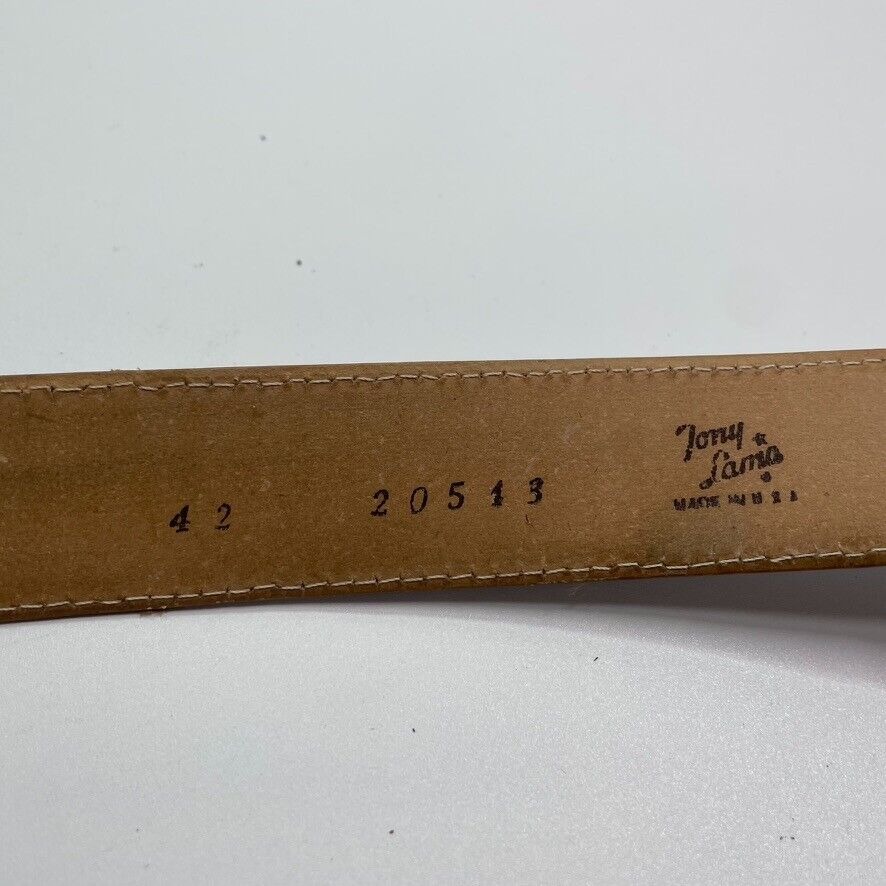 42 20513
Tony
Lama
MADE IN U S A